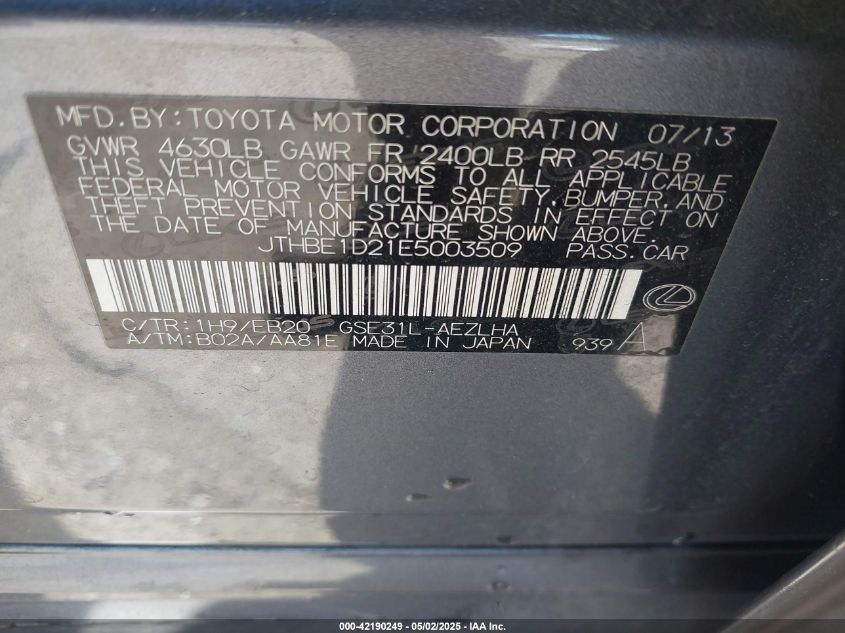 MFD.BY:TOYOTA MOTOR CORPORATION 07/13
GVWR 4630LB GAWR FR 2400LB RR 2545LB
THIS VEHICLE CONFORMS TO ALL APPLICABLE
FEDERAL MOTOR VEHICLE SAFETY,BUMPER,AND
THEFT PREVENTION STANDARDS IN EFFECT ON
THE DATE OF MANUFACTURE SHOWN ABOVE.
JTHBE1D21E5003509 PASS.CAR
C/TR:1H9/EB20 GSE31L-AEZLHA
A/TM:B02A/AA81E MADE IN JAPAN 939 A
000-42190249 - 05/02/2025 - IAA Inc.